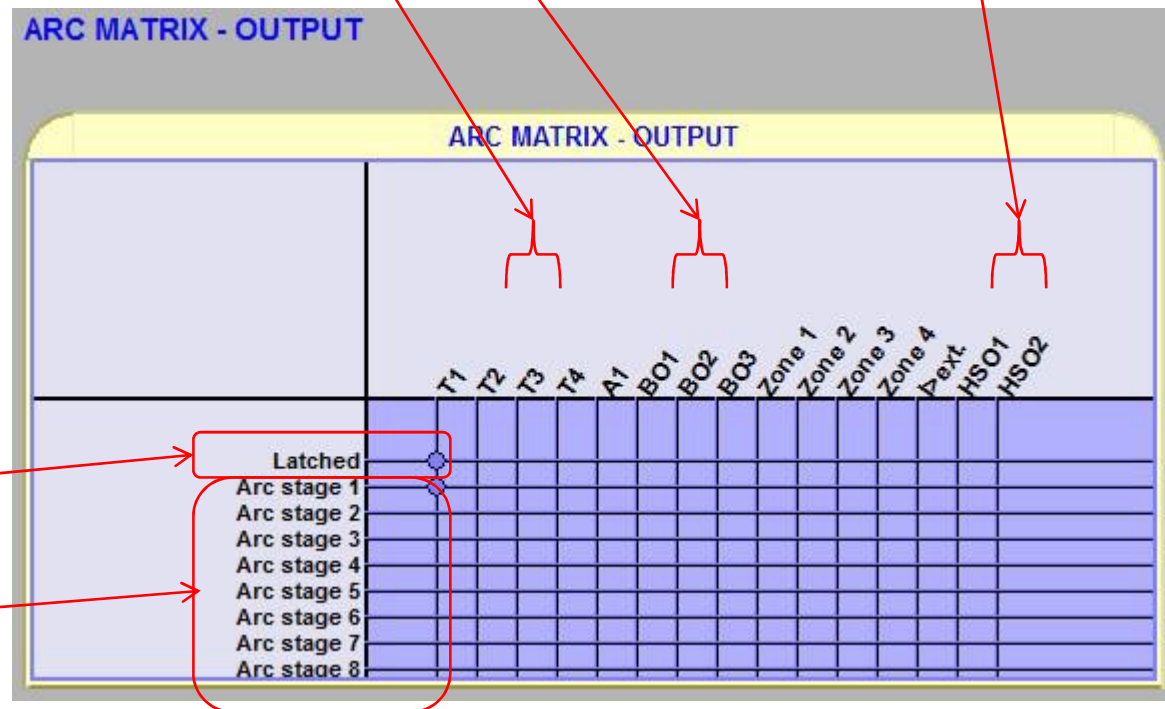 ARC MATRIX - OUTPUT
ARC MATRIX - OUTPUT
T1 T2 T3 T4 A1 BO1 BO2 BO3 Zone 1 Zone 2 Zone 3 Zone 4 I>ext. HSO1 HSO2
Latched
Arc stage 1
Arc stage 2
Arc stage 3
Arc stage 4
Arc stage 5
Arc stage 6
Arc stage 7
Arc stage 8